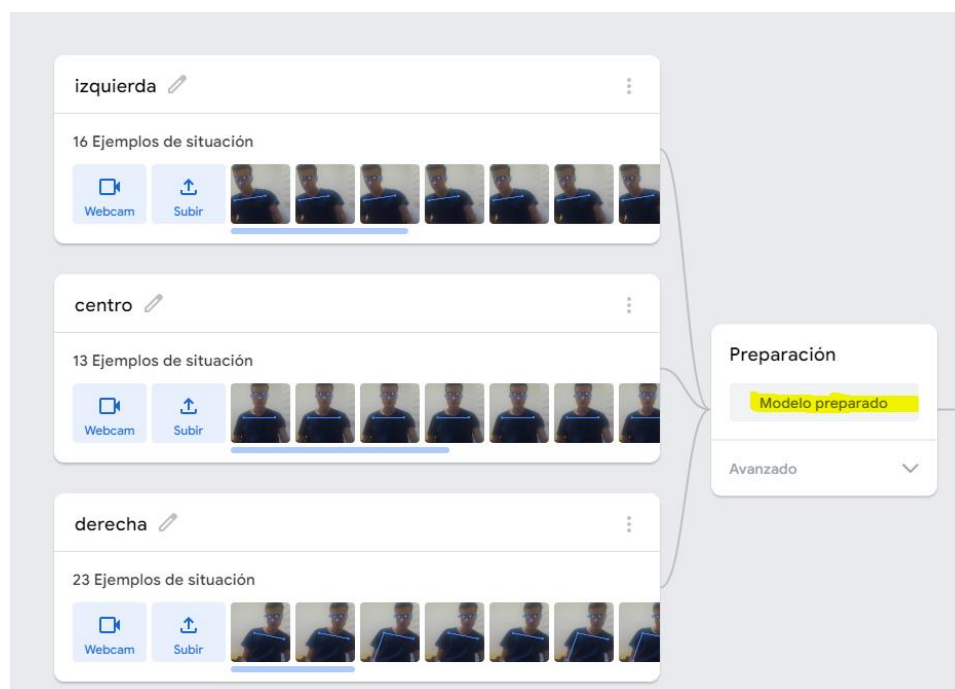 izquierda
16 Ejemplos de situación
Webcam
Subir
centro
13 Ejemplos de situación
Webcam
Subir
derecha
23 Ejemplos de situación
Webcam
Subir
Preparación
Modelo preparado
Avanzado